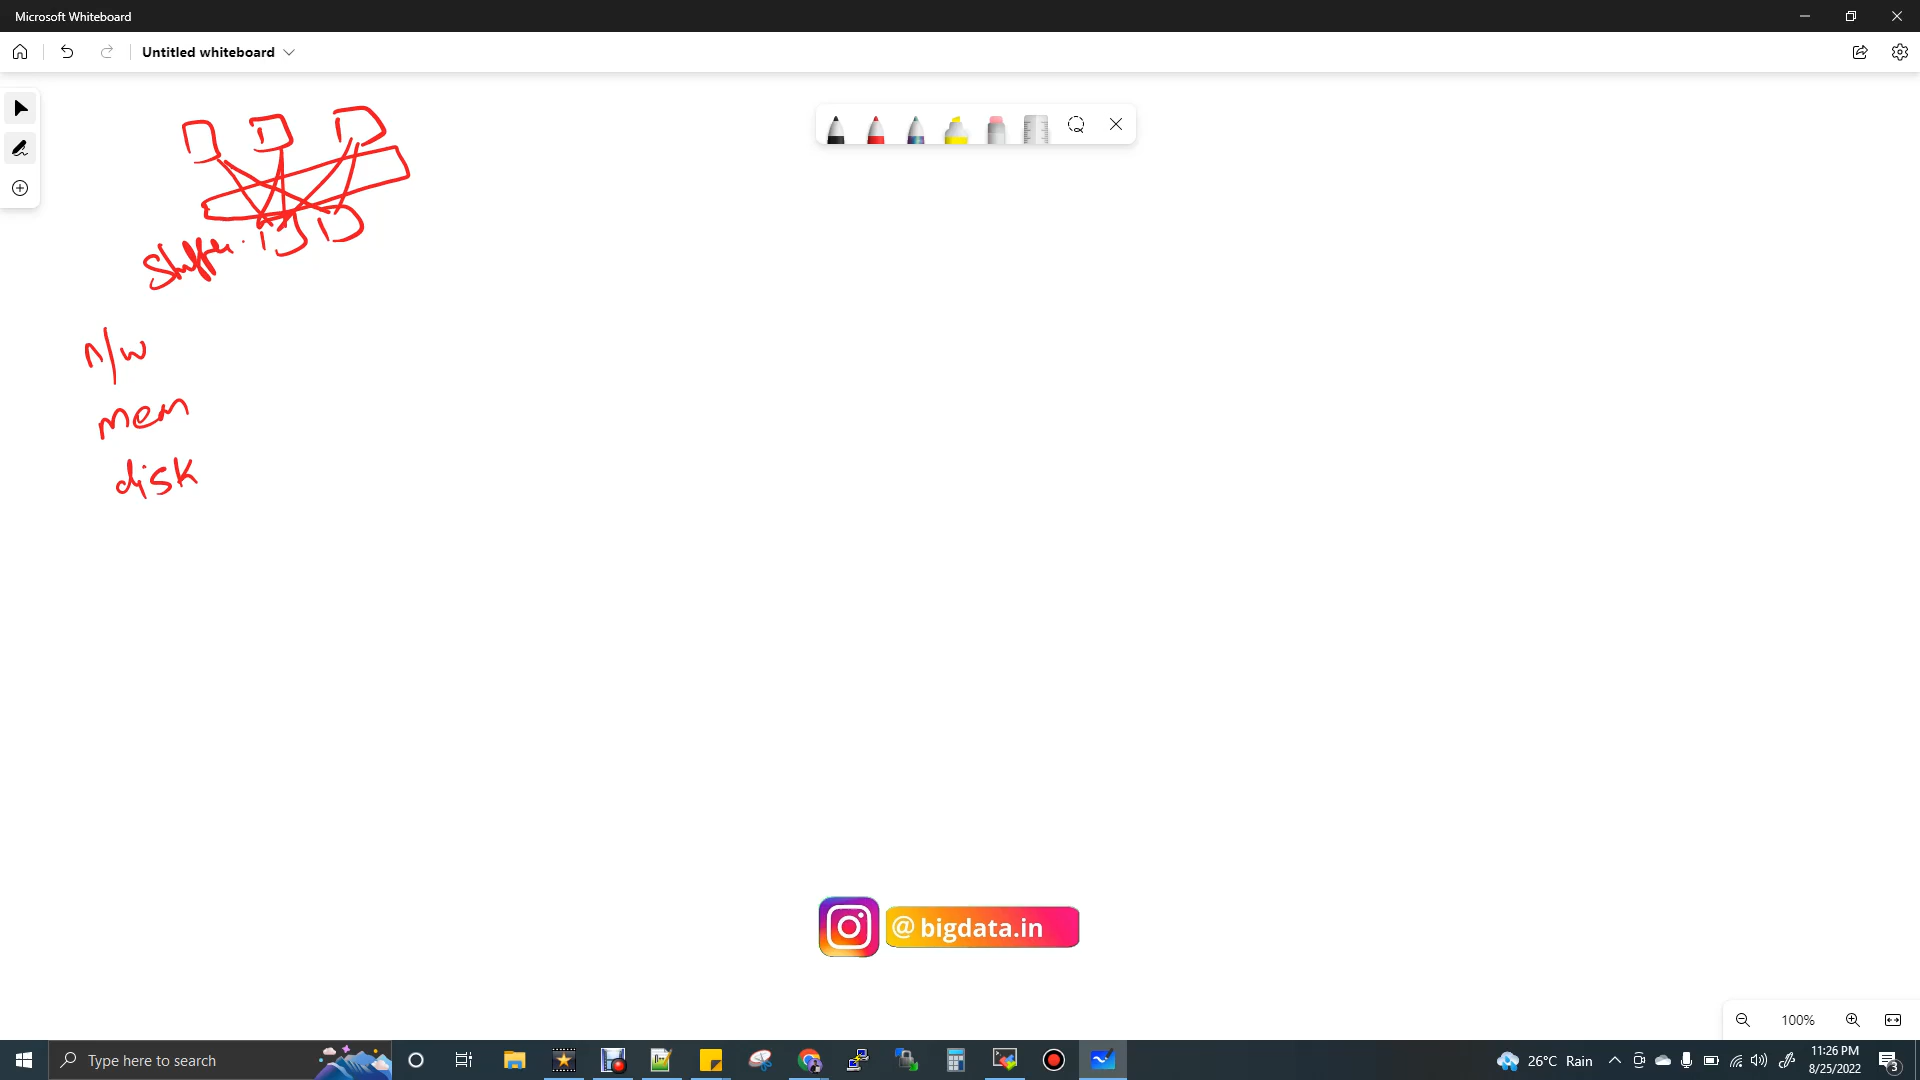 Microsoft Whiteboard
Untitled whiteboard
n/w
mem
disk
@ bigdata.in
100%
Type here to search
26°C Rain
11:26 PM
8/25/2022
3